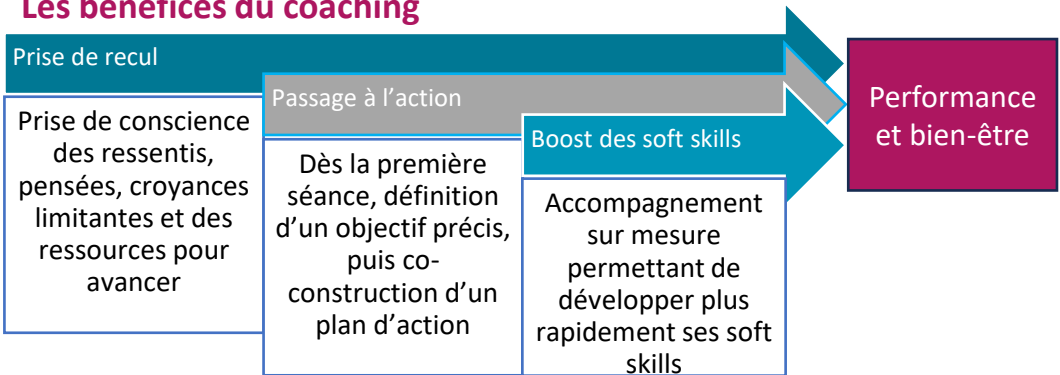 Les bénéfices du coaching
Prise de recul
Prise de conscience
des ressentis,
pensées, croyances
limitantes et des
ressources pour
avancer
Passage à l'action
Dès la première
séance, définition
d'un objectif précis,
puis co-
construction d'un
plan d'action
Boost des soft skills
Accompagnement
sur mesure
permettant de
développer plus
rapidement ses soft
skills
Performance
et bien-être